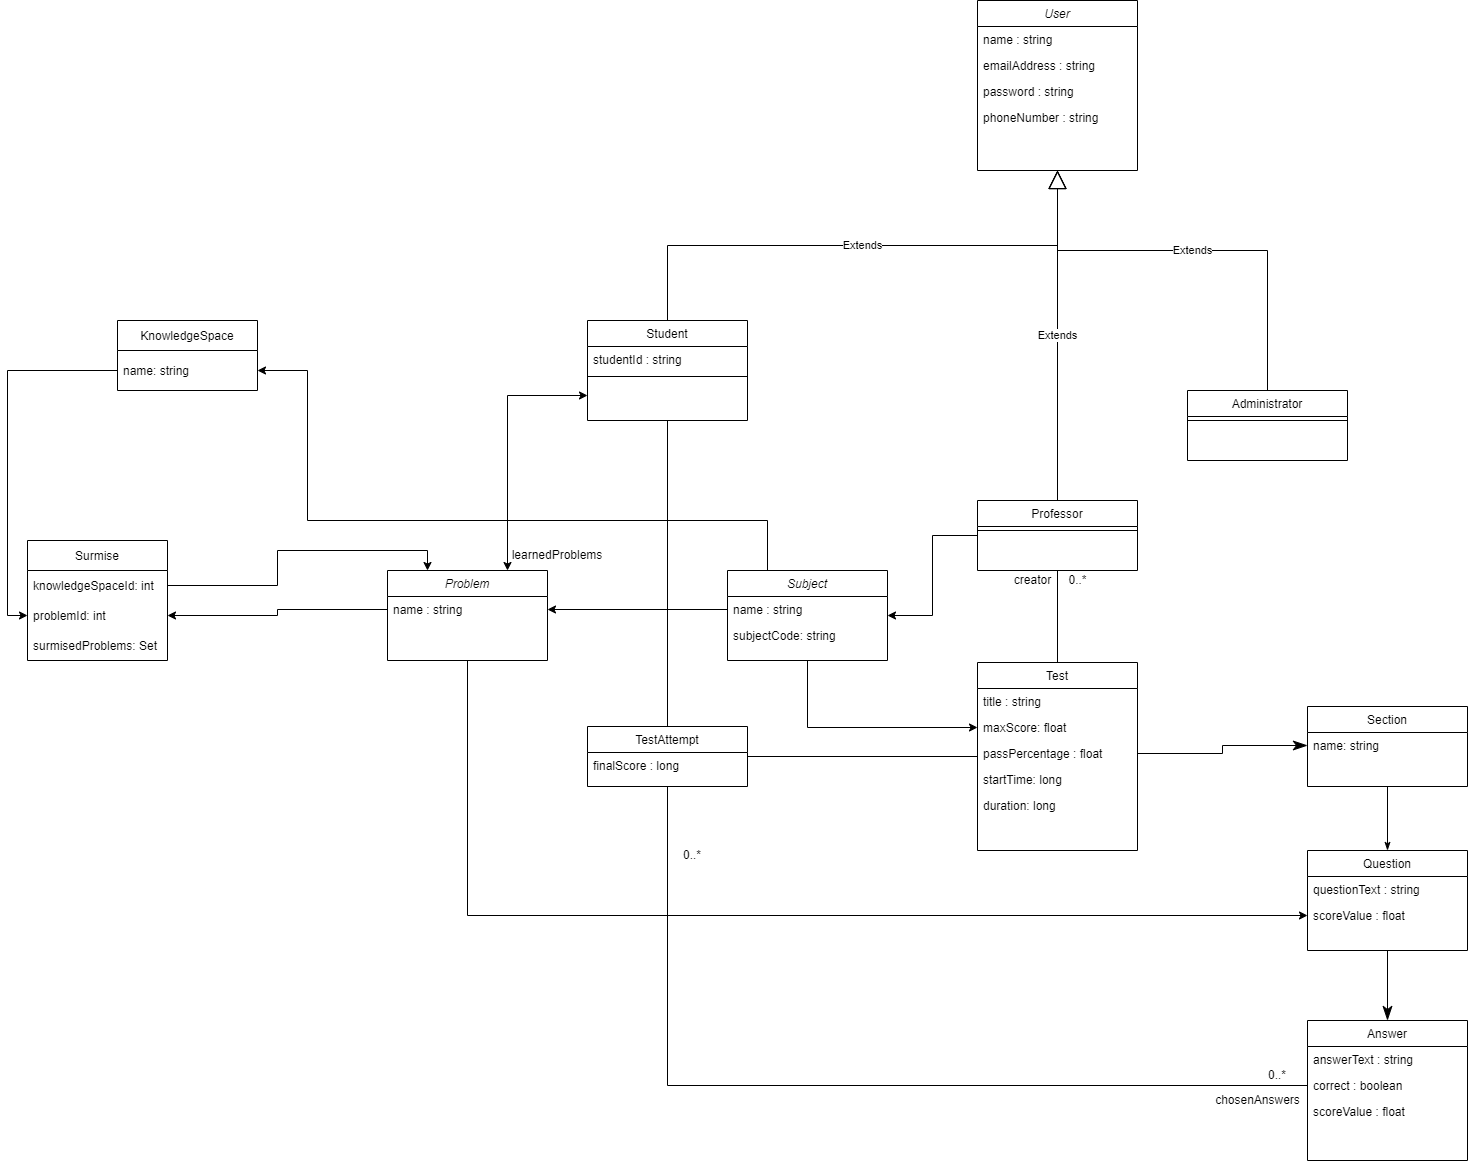 User
name : string
emailAddress : string
password : string
phoneNumber : string
Extends
Extends
Extends
KnowledgeSpace
name: string
Student
studentId : string
Administrator
Professor
creator
0..*
Surmise
knowledgeSpaceId: int
problemId: int
surmisedProblems: Set
learnedProblems
Problem
name : string
Subject
name : string
subjectCode: string
Test
title : string
maxScore: float
passPercentage : float
startTime: long
duration: long
TestAttempt
finalScore : long
0..*
Section
name: string
Question
questionText : string
scoreValue : float
Answer
answerText : string
correct : boolean
scoreValue : float
0..*
chosenAnswers